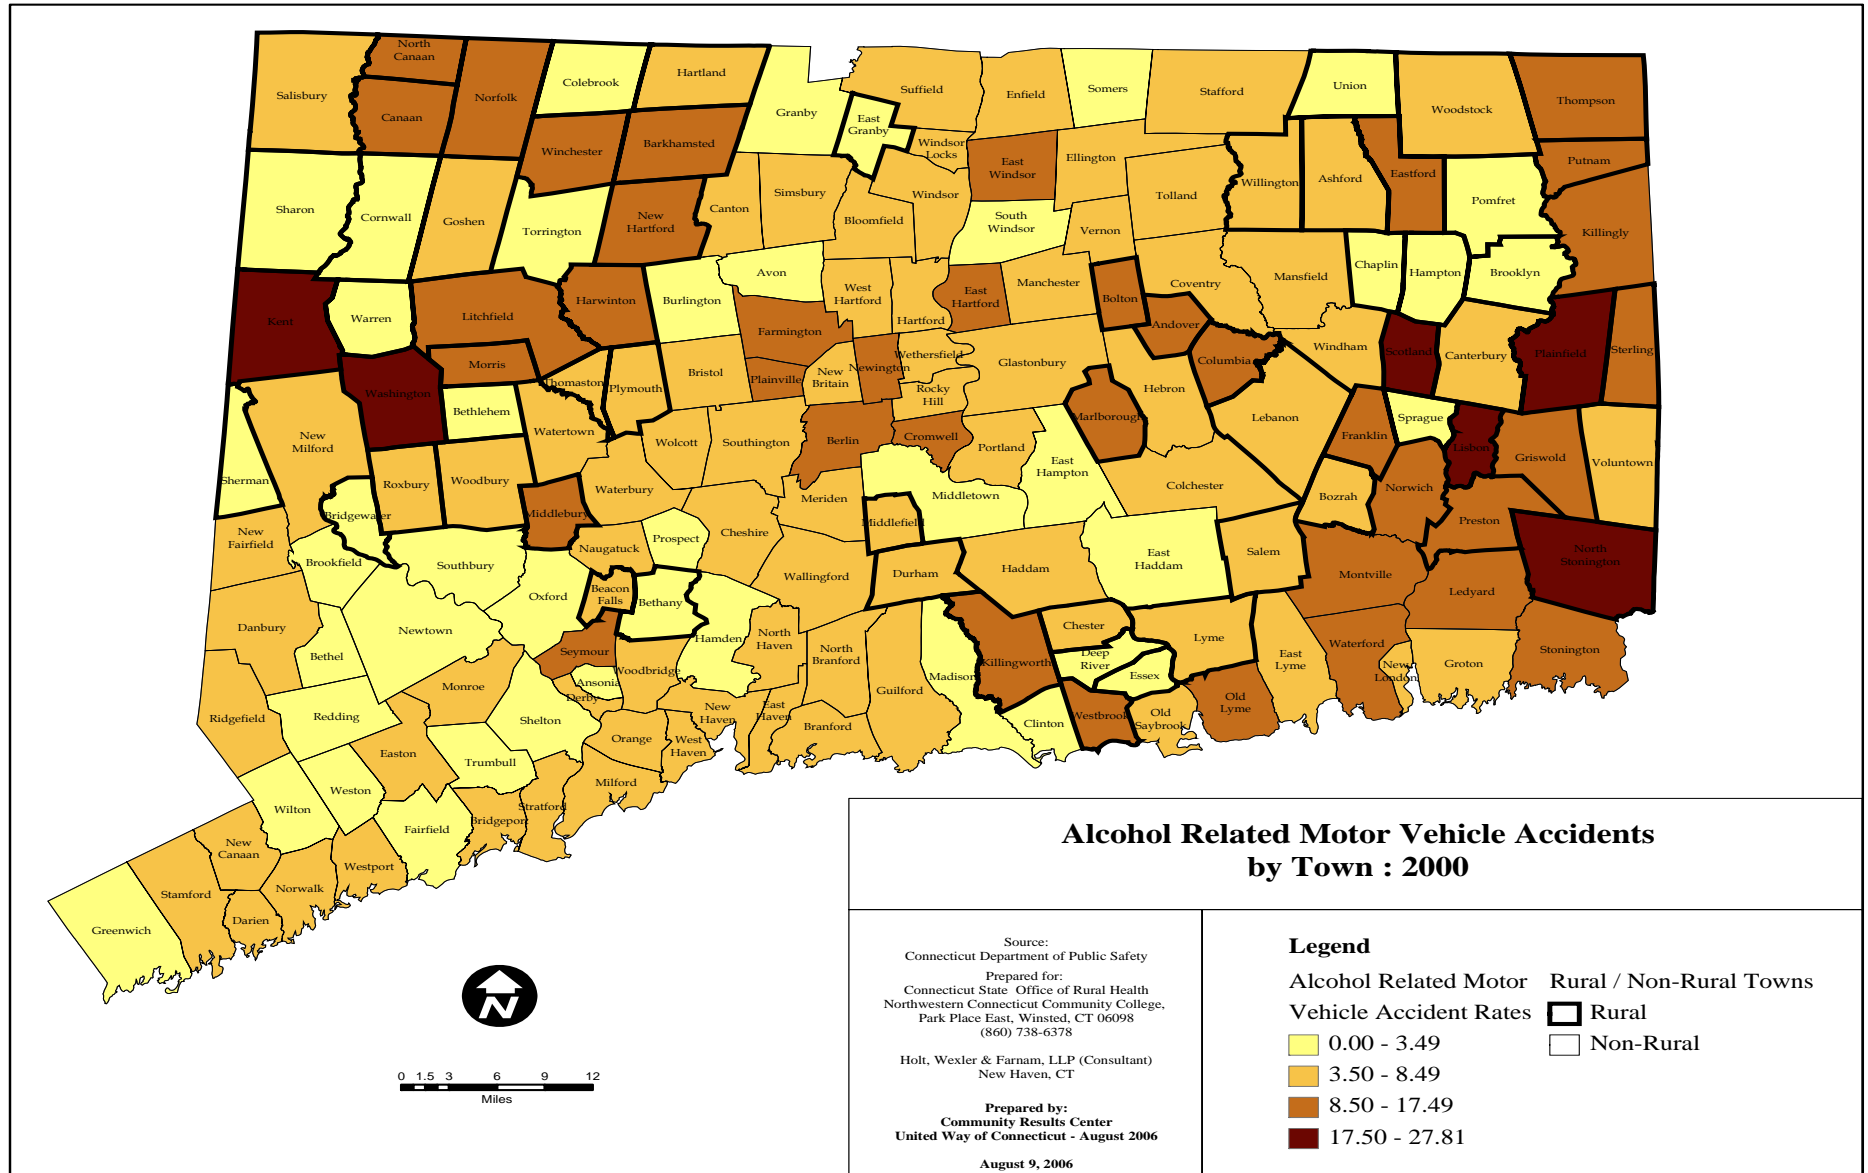 North
Canaan
Salisbury
Canaan
Norfolk
Colebrook
Hartland
Granby
Suffield
East
Granby
Enfield
Somers
Stafford
Union
Woodstock
Thompson
Winchester
Barkhamsted
Windsor
Locks
East
Windsor
Ellington
Tolland
Willington
Ashford
Eastford
Putnam
Pomfret
Killingly
Sharon
Cornwall
Goshen
Torrington
New
Hartford
Canton
Simsbury
Bloomfield
Windsor
South
Windsor
Vernon
Mansfield
Chaplin
Hampton
Brooklyn
Kent
Warren
Litchfield
Harwinton
Burlington
Avon
West
Hartford
Hartford
East
Hartford
Manchester
Bolton
Coventry
Andover
Columbia
Windham
Scotland
Canterbury
Plainfield
Sterling
Morris
Washington
Bethlehem
Thomaston
Plymouth
Bristol
Farmington
Plainville
New
Britain
Newington
Wethersfield
Rocky
Hill
Glastonbury
Hebron
Marlborough
Lebanon
Franklin
Sprague
Lisbon
Griswold
Voluntown
New
Milford
Sherman
Watertown
Wolcott
Southington
Berlin
Cromwell
Portland
East
Hampton
Colchester
Bozrah
Norwich
Preston
North
Stonington
Roxbury
Woodbury
Waterbury
Middlebury
Bridgewater
New
Fairfield
Brookfield
Southbury
Naugatuck
Prospect
Cheshire
Meriden
Middletown
Middlefield
Wallingford
Durham
Haddam
East
Haddam
Salem
Montville
Ledyard
Danbury
Bethel
Newtown
Oxford
Beacon
Falls
Bethany
Hamden
North
Haven
North
Branford
Guilford
Madison
Killingworth
Chester
Deep
River
Essex
Lyme
East
Lyme
Waterford
New
London
Groton
Stonington
Seymour
Ansonia
Derby
Woodbridge
Ridgefield
Redding
Monroe
Shelton
Orange
New
Haven
West
Haven
East
Haven
Branford
Clinton
Westbrook
Old
Saybrook
Old
Lyme
Easton
Trumbull
Milford
Stratford
Bridgeport
Wilton
Weston
Fairfield
New
Canaan
Westport
Stamford
Norwalk
Darien
Greenwich
N
0 1.5 3 6 9 12
Miles
Alcohol Related Motor Vehicle Accidents
by Town : 2000
Source:
Connecticut Department of Public Safety
Prepared for:
Connecticut State Office of Rural Health
Northwestern Connecticut Community College,
Park Place East, Winsted, CT 06098
(860) 738-6378
Holt, Wexler & Farnam, LLP (Consultant)
New Haven, CT
Prepared by:
Community Results Center
United Way of Connecticut - August 2006
August 9, 2006
Legend
Alcohol Related Motor
Vehicle Accident Rates
0.00 - 3.49
3.50 - 8.49
8.50 - 17.49
17.50 - 27.81
Rural / Non-Rural Towns
Rural
Non-Rural